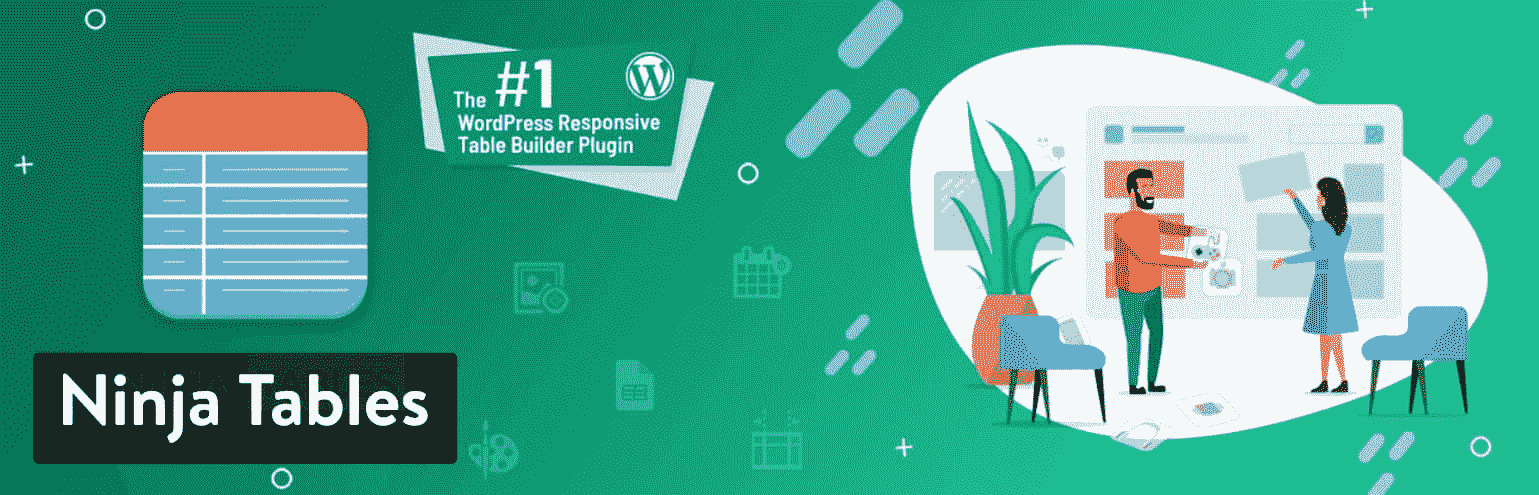 The #1
WordPress Responsive
Table Builder Plugin
Ninja Tables